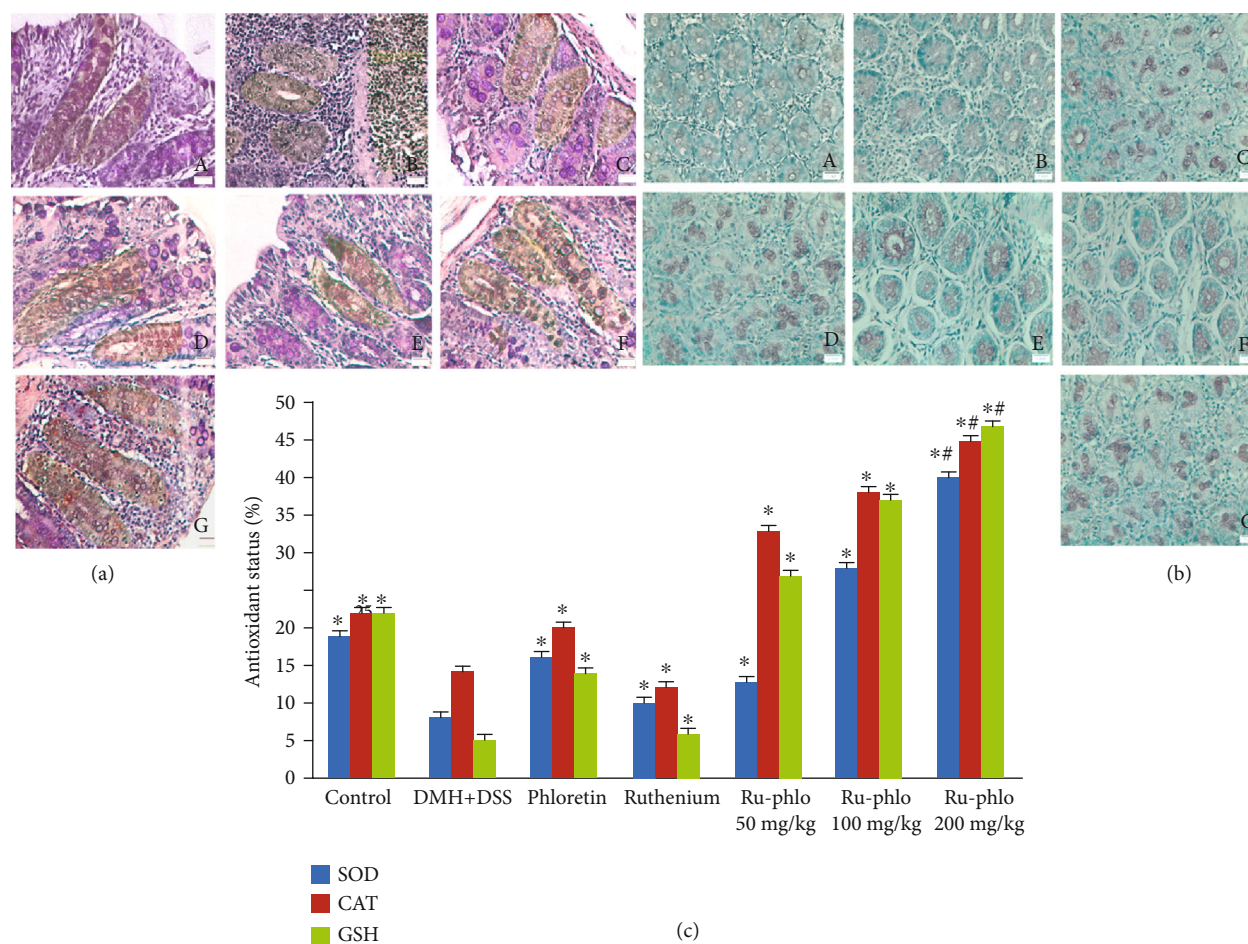 A
B
C
A
B
C
D
E
F
D
E
F
G
G
(a)
(b)
50
45
40
35
30
25
20
15
10
5
0
Antioxidant status (%)
* * *
* * *
* * *
* * *
* * *
*# *# *#
Control DMH+DSS Phloretin Ruthenium Ru-phlo Ru-phlo Ru-phlo
50 mg/kg 100 mg/kg 200 mg/kg
SOD
CAT
GSH
(c)